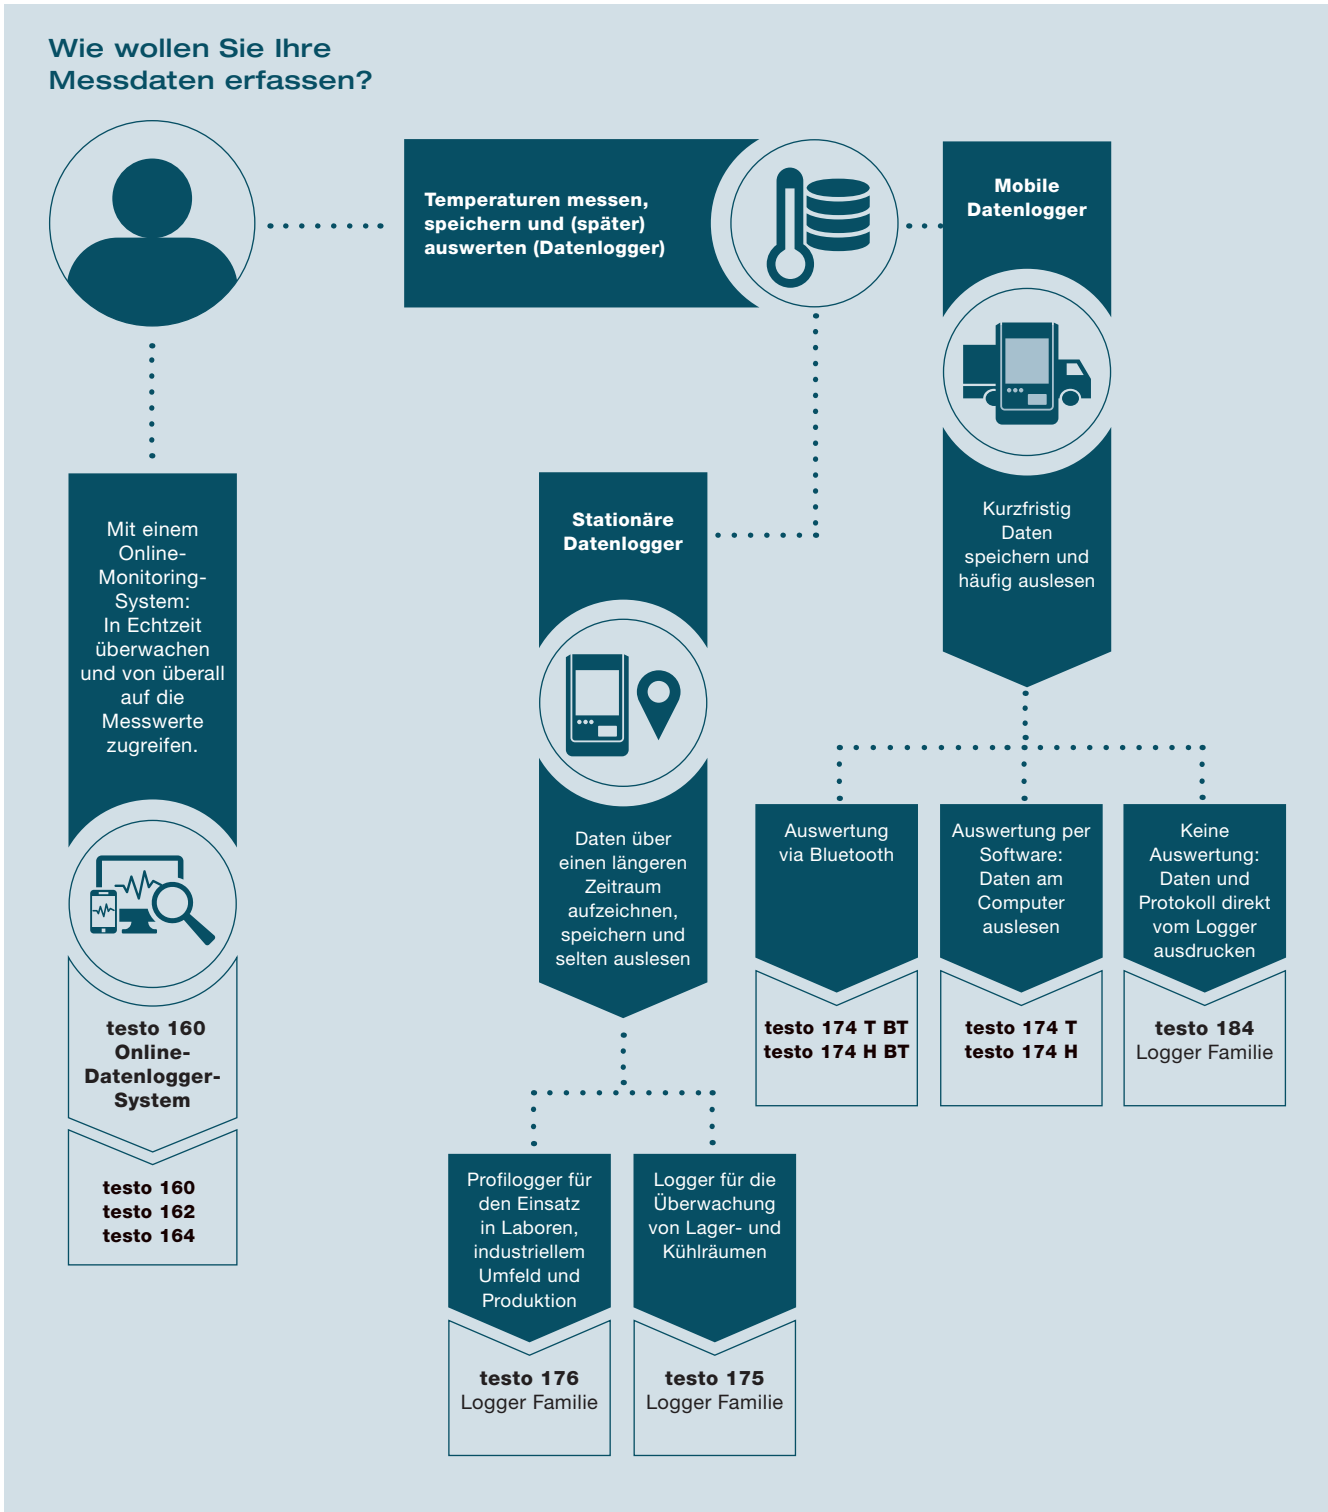 Wie wollen Sie Ihre
Messdaten erfassen?
Temperaturen messen,
speichern und (später)
auswerten (Datenlogger)
Mobile
Datenlogger
Kurzfristig
Daten
speichern und
häufig auslesen
Mit einem
Online-
Monitoring-
System:
In Echtzeit
überwachen
und von überall
auf die
Messwerte
zugreifen.
testo 160
Online-
Datenlogger-
System
testo 160
testo 162
testo 164
Stationäre
Datenlogger
Daten über
einen längeren
Zeitraum
aufzeichnen,
speichern und
selten auslesen
Profilogger für
den Einsatz
in Laboren,
industriellem
Umfeld und
Produktion
testo 176
Logger Familie
Logger für die
Überwachung
von Lager- und
Kühlräumen
testo 175
Logger Familie
Auswertung
via Bluetooth
testo 174 T BT
testo 174 H BT
Auswertung per
Software:
Daten am
Computer
auslesen
testo 174 T
testo 174 H
Keine
Auswertung:
Daten und
Protokoll direkt
vom Logger
ausdrucken
testo 184
Logger Familie